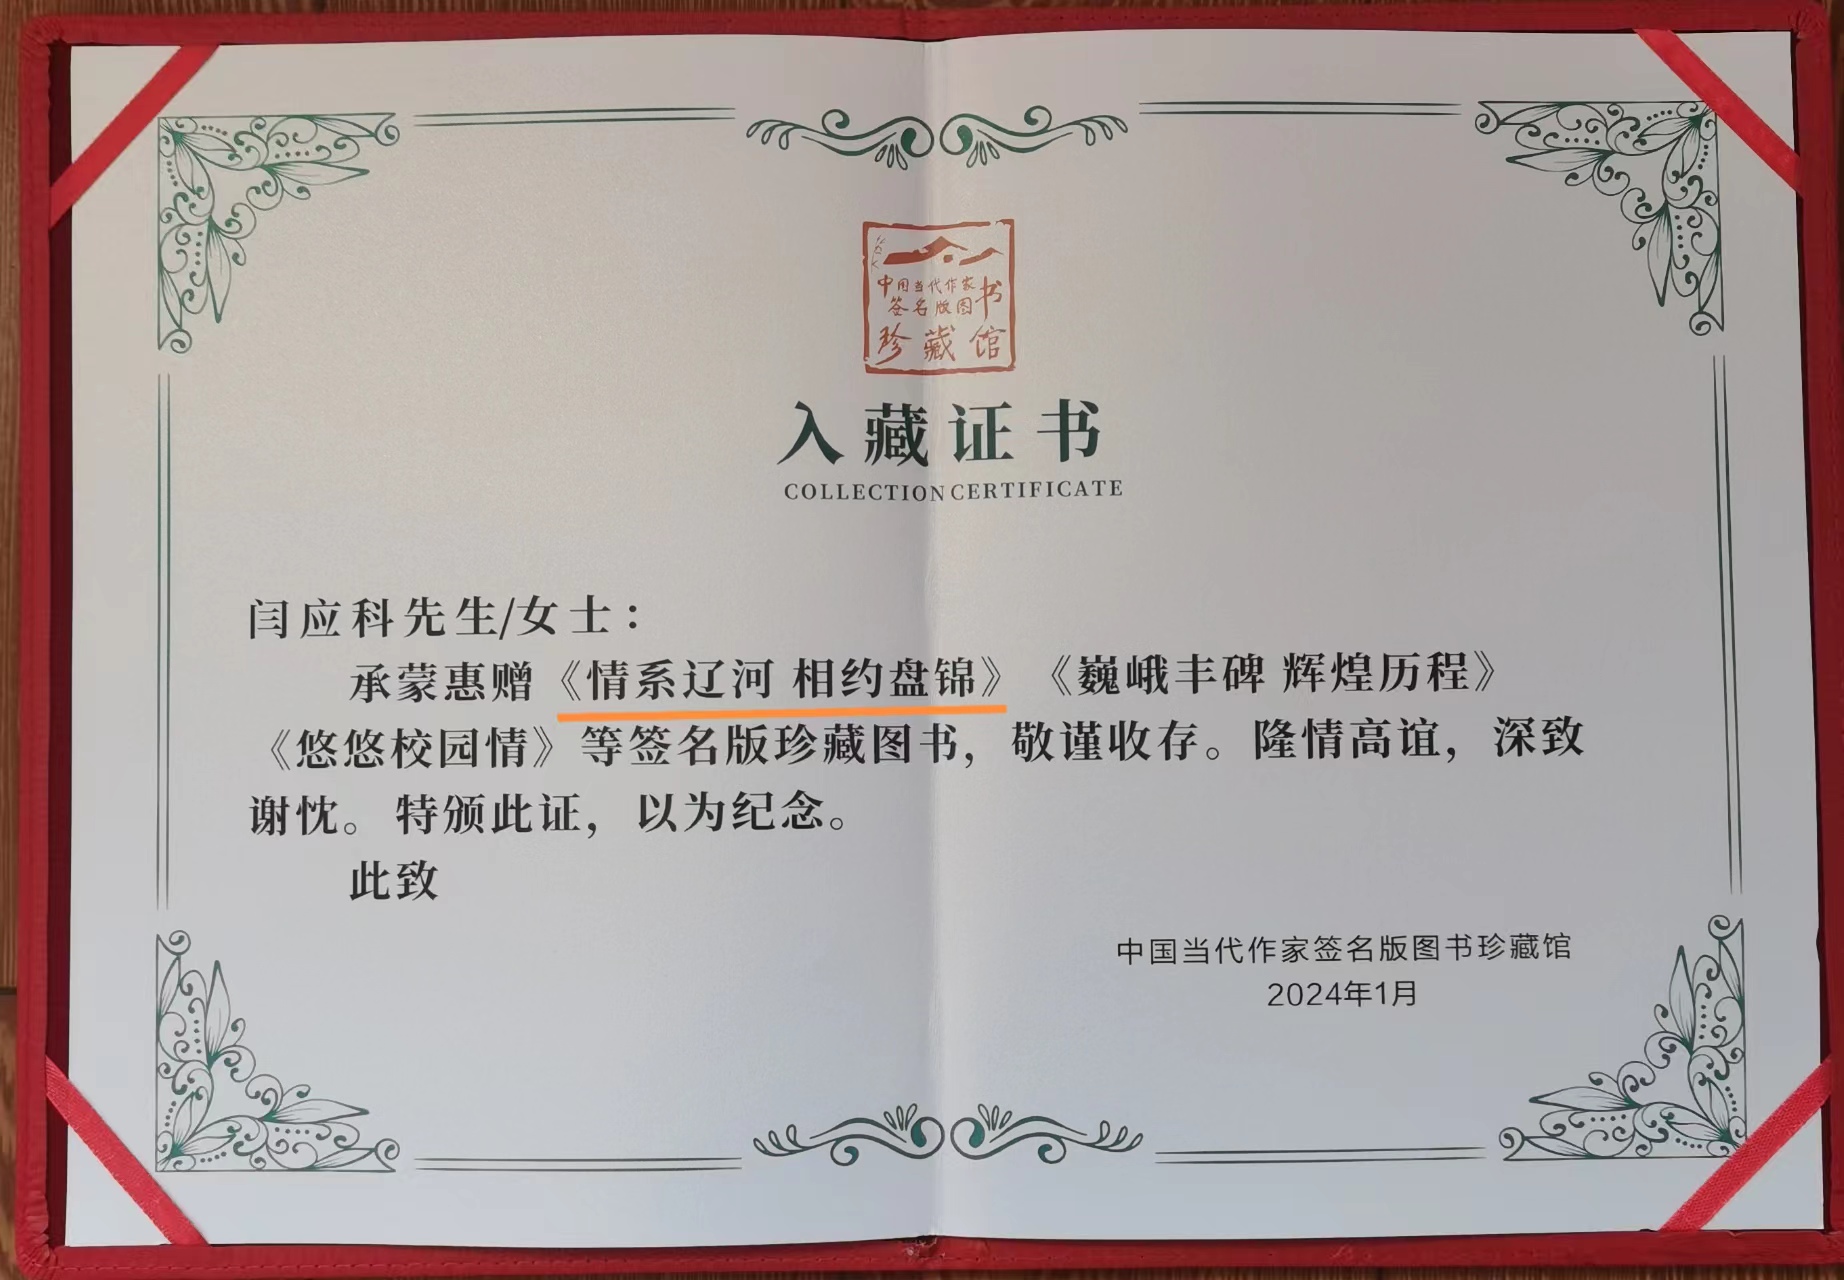 中国当代作家
签名版图书
珍藏馆
入藏证书
COLLECTION CERTIFICATE
闫应科先生/女士：
承蒙惠赠《情系辽河 相约盘锦》《巍峨丰碑 辉煌历程》
《悠悠校园情》等签名版珍藏图书，敬谨收存。隆情高谊，深致
谢忱。特颁此证，以为纪念。
此致
中国当代作家签名版图书珍藏馆
2024年1月